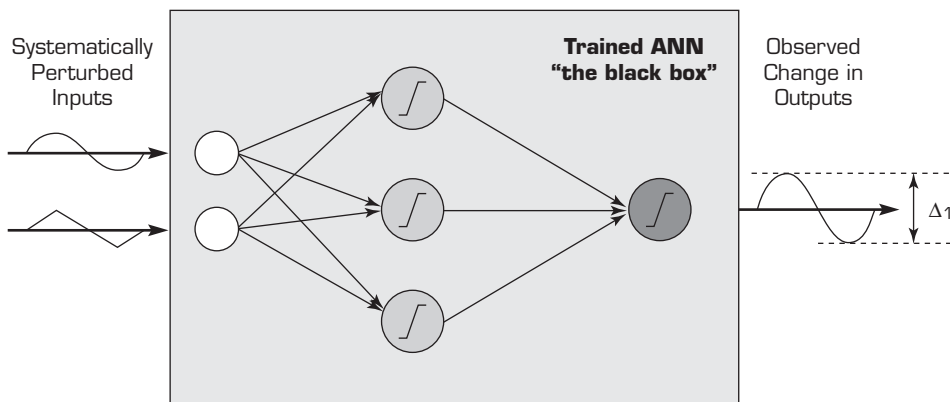 Systematically
Perturbed
Inputs
Trained ANN
“the black box”
Observed
Change in
Outputs
Δ1